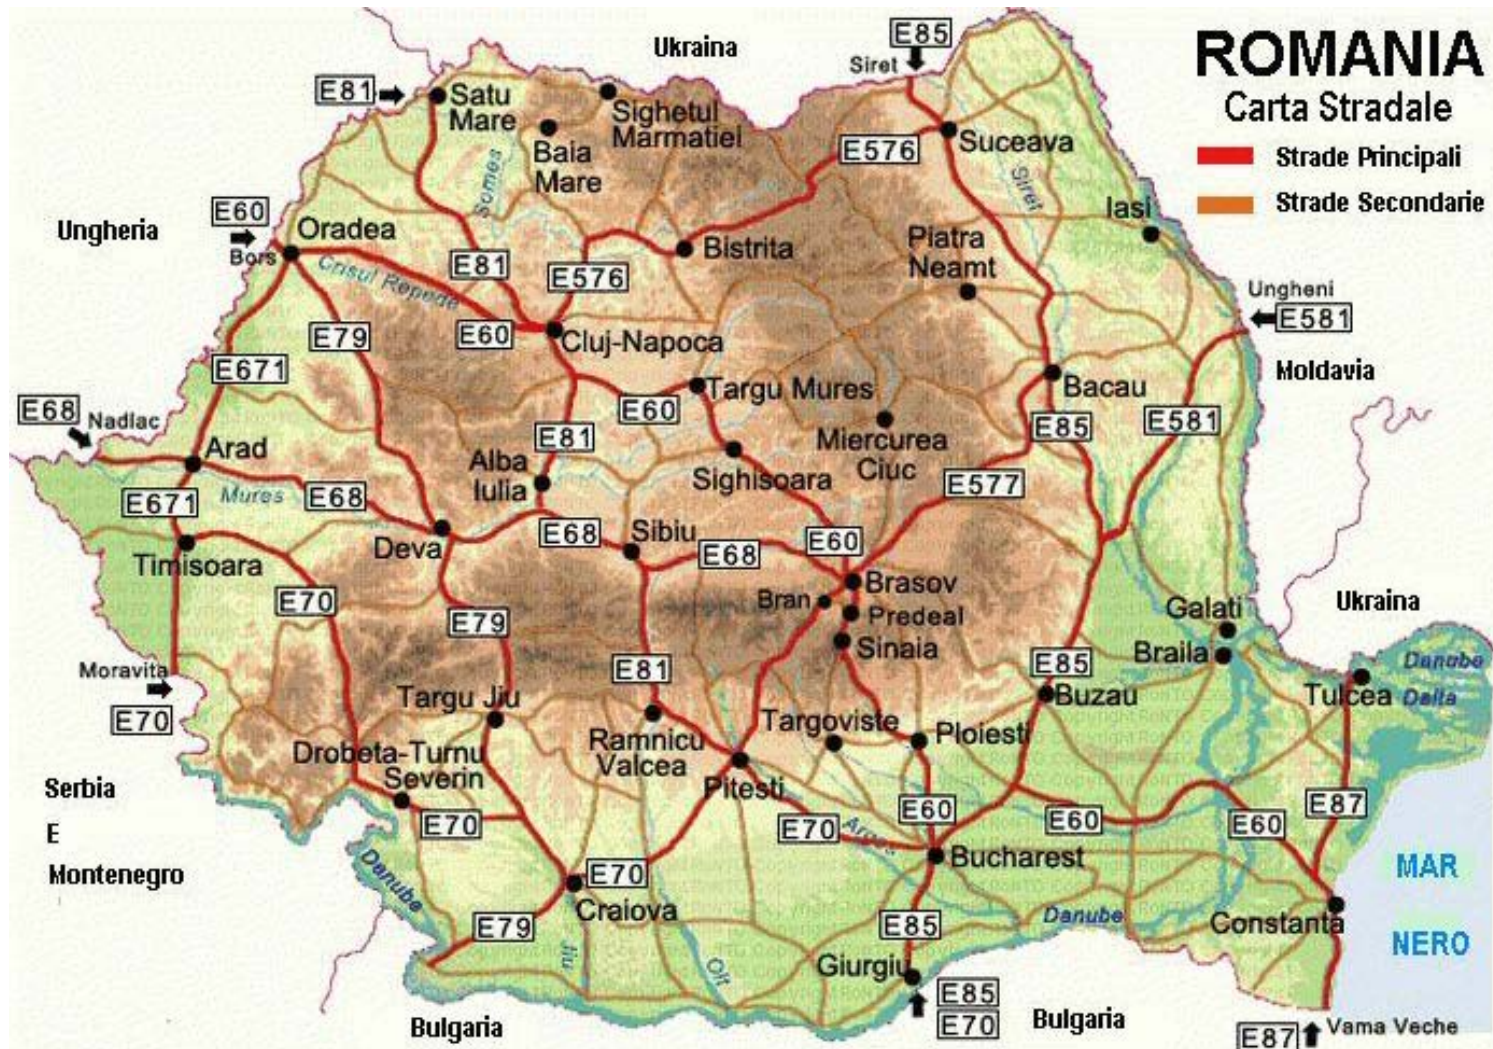 ROMANIA
Carta Stradale
Strade Principali
Strade Secondarie
Ukraina
E85
Siret
E81
Satu
Mare
Sighetul
Marmatiel
Baia
Mare
Somes
E576
Suceava
Siret
Iasi
E60
Ungheria
Oradea
Bors
Crisul Repede
E81
E576
Bistrita
Piatra
Neamt
Ungheni
E581
E79
E60
Cluj-Napoca
E671
Targu Mures
Bacau
Moldavia
E68
Nadlac
E60
E81
Miercurea
Ciuc
E85
E581
Arad
Alba
Iulia
Sighisoara
E577
E671
Mures
E68
Deva
E68
Sibiu
E68
E60
Timisoara
Brasov
Bran
Predeal
Sinaia
E70
E79
Galati
Braila
Ukraina
Moravita
E70
E81
E85
Buzau
Tulcea
Danube
Delta
Targu Jiu
Drobeta-Turnu
Severin
Ramnicu
Valcea
Targoviste
Ploiesti
Pitesti
Serbia
E
Montenegro
E70
E70
Arges
E60
E60
E60
E87
Bucharest
Danube
E70
Craiova
E79
Jiu
Olt
E85
Danube
Constanta
MAR
NERO
Giurgiu
E85
E70
Bulgaria
Bulgaria
E87
Vama Veche